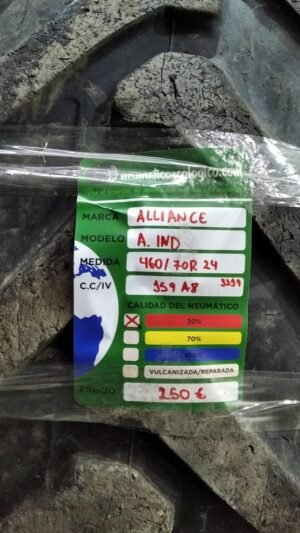 neumaticoecologico.com
MARCA ALLIANCE
MODELO A. IND
MEDIDA 460/70R 24
C.C/IV 159 A8 3339
CALIDAD DEL NEUMÁTICO
30%
70%
100%
VULCANIZADA/REPARADA
PRECIO 250 €